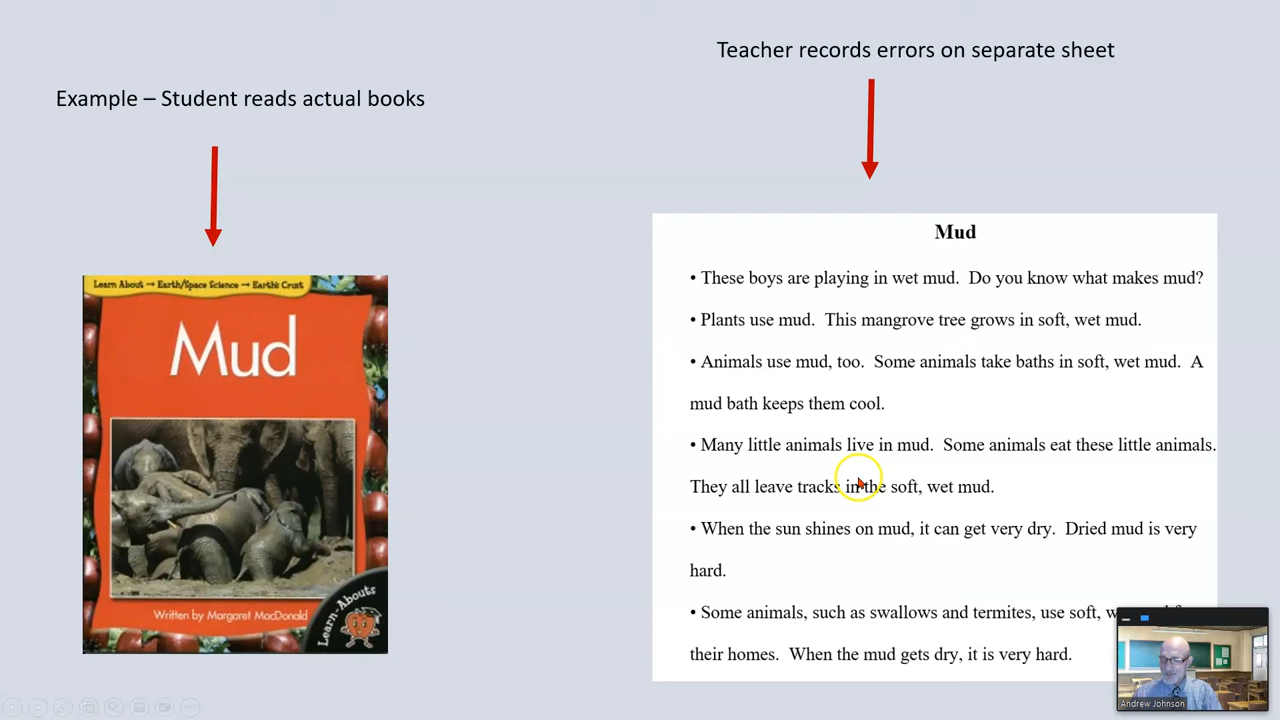 Teacher records errors on separate sheet
Example – Student reads actual books
Learn About → Earth/Space Science → Earth's Crust
Mud
Written by Margaret MacDonald
Learn-Abouts
Mud
• These boys are playing in wet mud. Do you know what makes mud?
• Plants use mud. This mangrove tree grows in soft, wet mud.
• Animals use mud, too. Some animals take baths in soft, wet mud. A
mud bath keeps them cool.
• Many little animals live in mud. Some animals eat these little animals.
They all leave tracks in the soft, wet mud.
• When the sun shines on mud, it can get very dry. Dried mud is very
hard.
• Some animals, such as swallows and termites, use soft,
their homes. When the mud gets dry, it is very hard.
Andrew Johnson